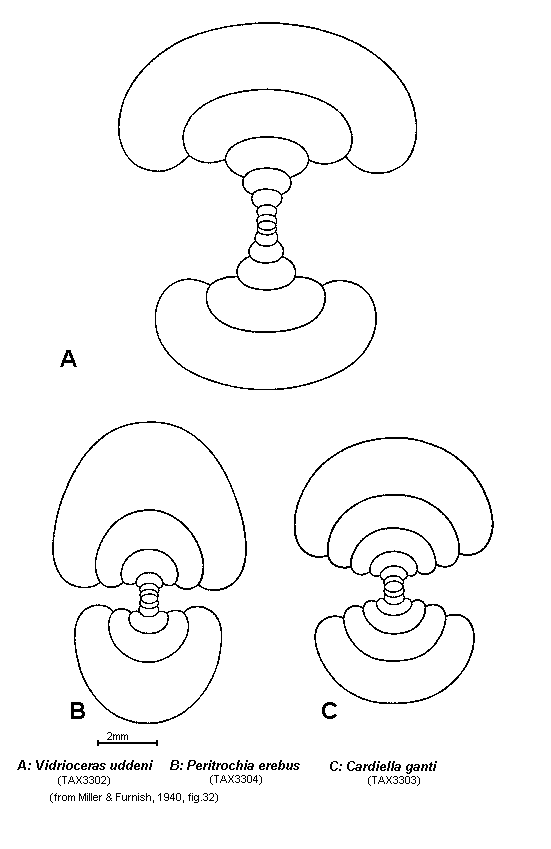 A
B
C
2mm
A: Vidrioceras uddeni B: Peritrochia erebus C: Cardiella ganti
(TAX3302) (TAX3304) (TAX3303)
(from Miller & Furnish, 1940, fig.32)